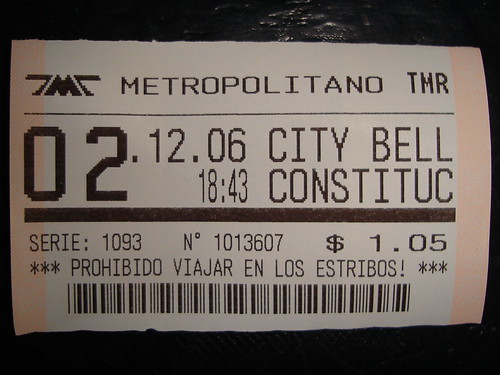 METROPOLITANO TMR
02.12.06 CITY BELL
18:43 CONSTITUC
SERIE: 1093 N° 1013607 $ 1.05
*** PROHIBIDO VIAJAR EN LOS ESTRIBOS! ***